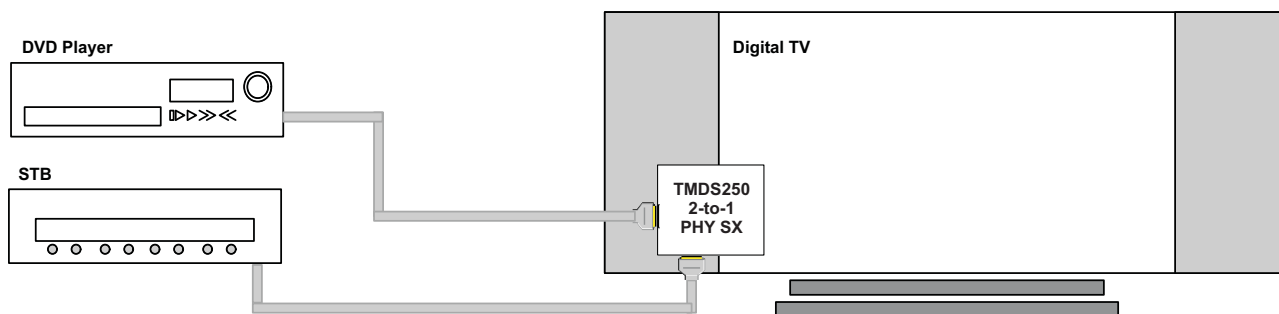 DVD Player
Digital TV
STB
TMDS250
2-to-1
PHY SX